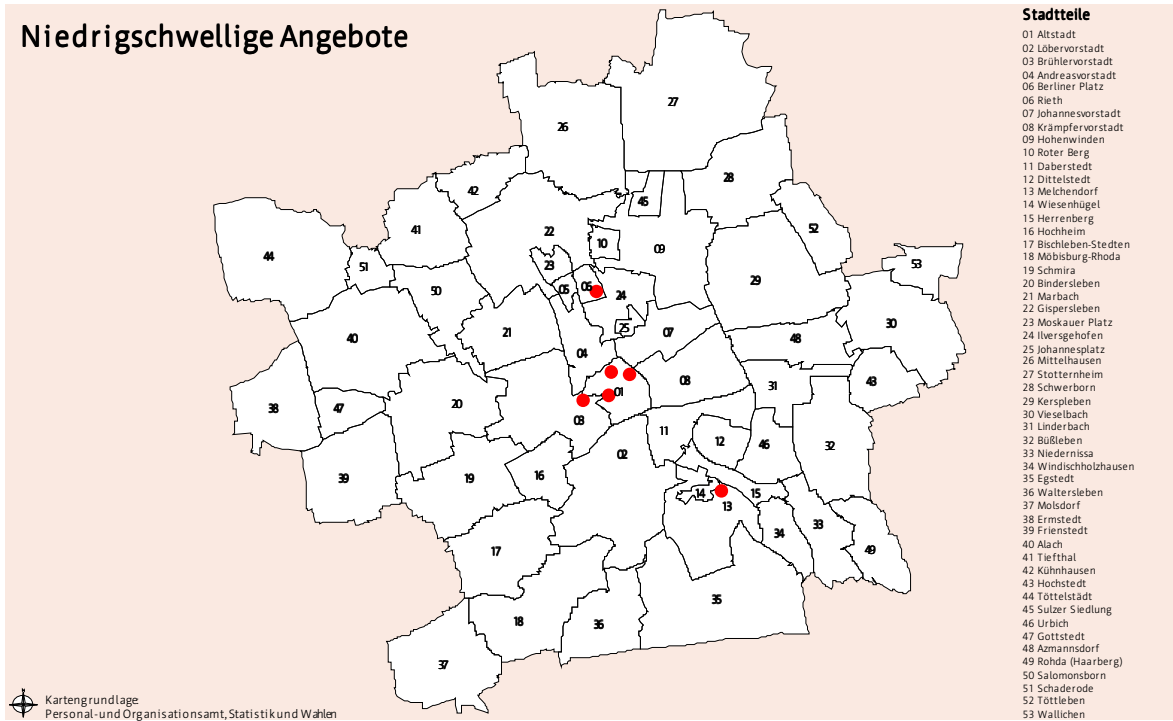 Niedrigschwellige Angebote
Stadtteile
01 Altstadt
02 Löbervorstadt
03 Brühlervorstadt
04 Andreasvorstadt
06 Berliner Platz
06 Rieth
07 Johannesvorstadt
08 Krämpfervorstadt
09 Hohenwinden
10 Roter Berg
11 Daberstedt
12 Dittelstedt
13 Melchendorf
14 Wiesenhügel
15 Herrenberg
16 Hochheim
17 Bischleben-Stedten
18 Möbisburg-Rhoda
19 Schmira
20 Bindersleben
21 Marbach
22 Gispersleben
23 Moskauer Platz
24 Ilversgehofen
25 Johannesplatz
26 Mittelhausen
27 Stotternheim
28 Schwerborn
29 Kerspleben
30 Vieselbach
31 Linderbach
32 Büßleben
33 Niedernissa
34 Windischholzhausen
35 Egstedt
36 Waltersleben
37 Molsdorf
38 Ermstedt
39 Frienstedt
40 Alach
41 Tiefthal
42 Kühnhausen
43 Hochstedt
44 Töttelstädt
45 Sulzer Siedlung
46 Urbich
47 Gottstedt
48 Azmannsdorf
49 Rohda (Haarberg)
50 Salomonsborn
51 Schaderode
52 Töttleben
53 Wallichen
27
26
28
42
45
52
41
22
10
09
44
51
23
53
50
05
06
24
29
30
21
25
07
40
04
48
08
31
43
38
47
20
01
03
11
12
46
32
02
39
19
16
14
15
13
33
34
17
49
35
18
36
37
Kartengrundlage
Personal-und Organisationsamt, Statistik und Wahlen